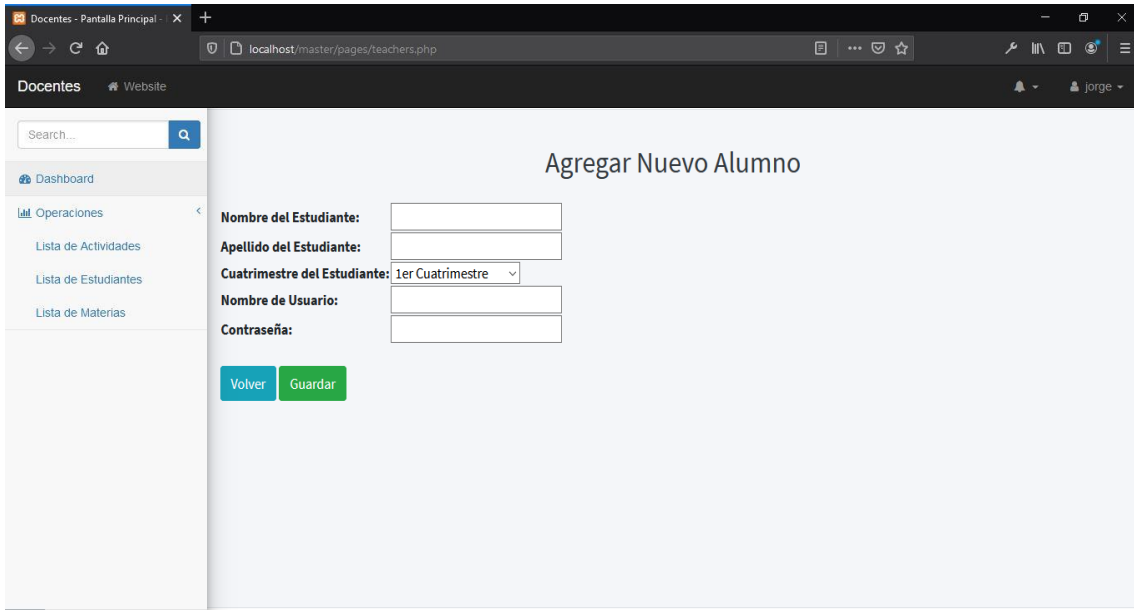 Docentes - Pantalla Principal -
localhost/master/pages/teachers.php
Docentes Website jorge
Search...
Dashboard
Operaciones
Lista de Actividades
Lista de Estudiantes
Lista de Materias
Agregar Nuevo Alumno
Nombre del Estudiante:
Apellido del Estudiante:
Cuatrimestre del Estudiante: 1er Cuatrimestre
Nombre de Usuario:
Contraseña:
Volver Guardar